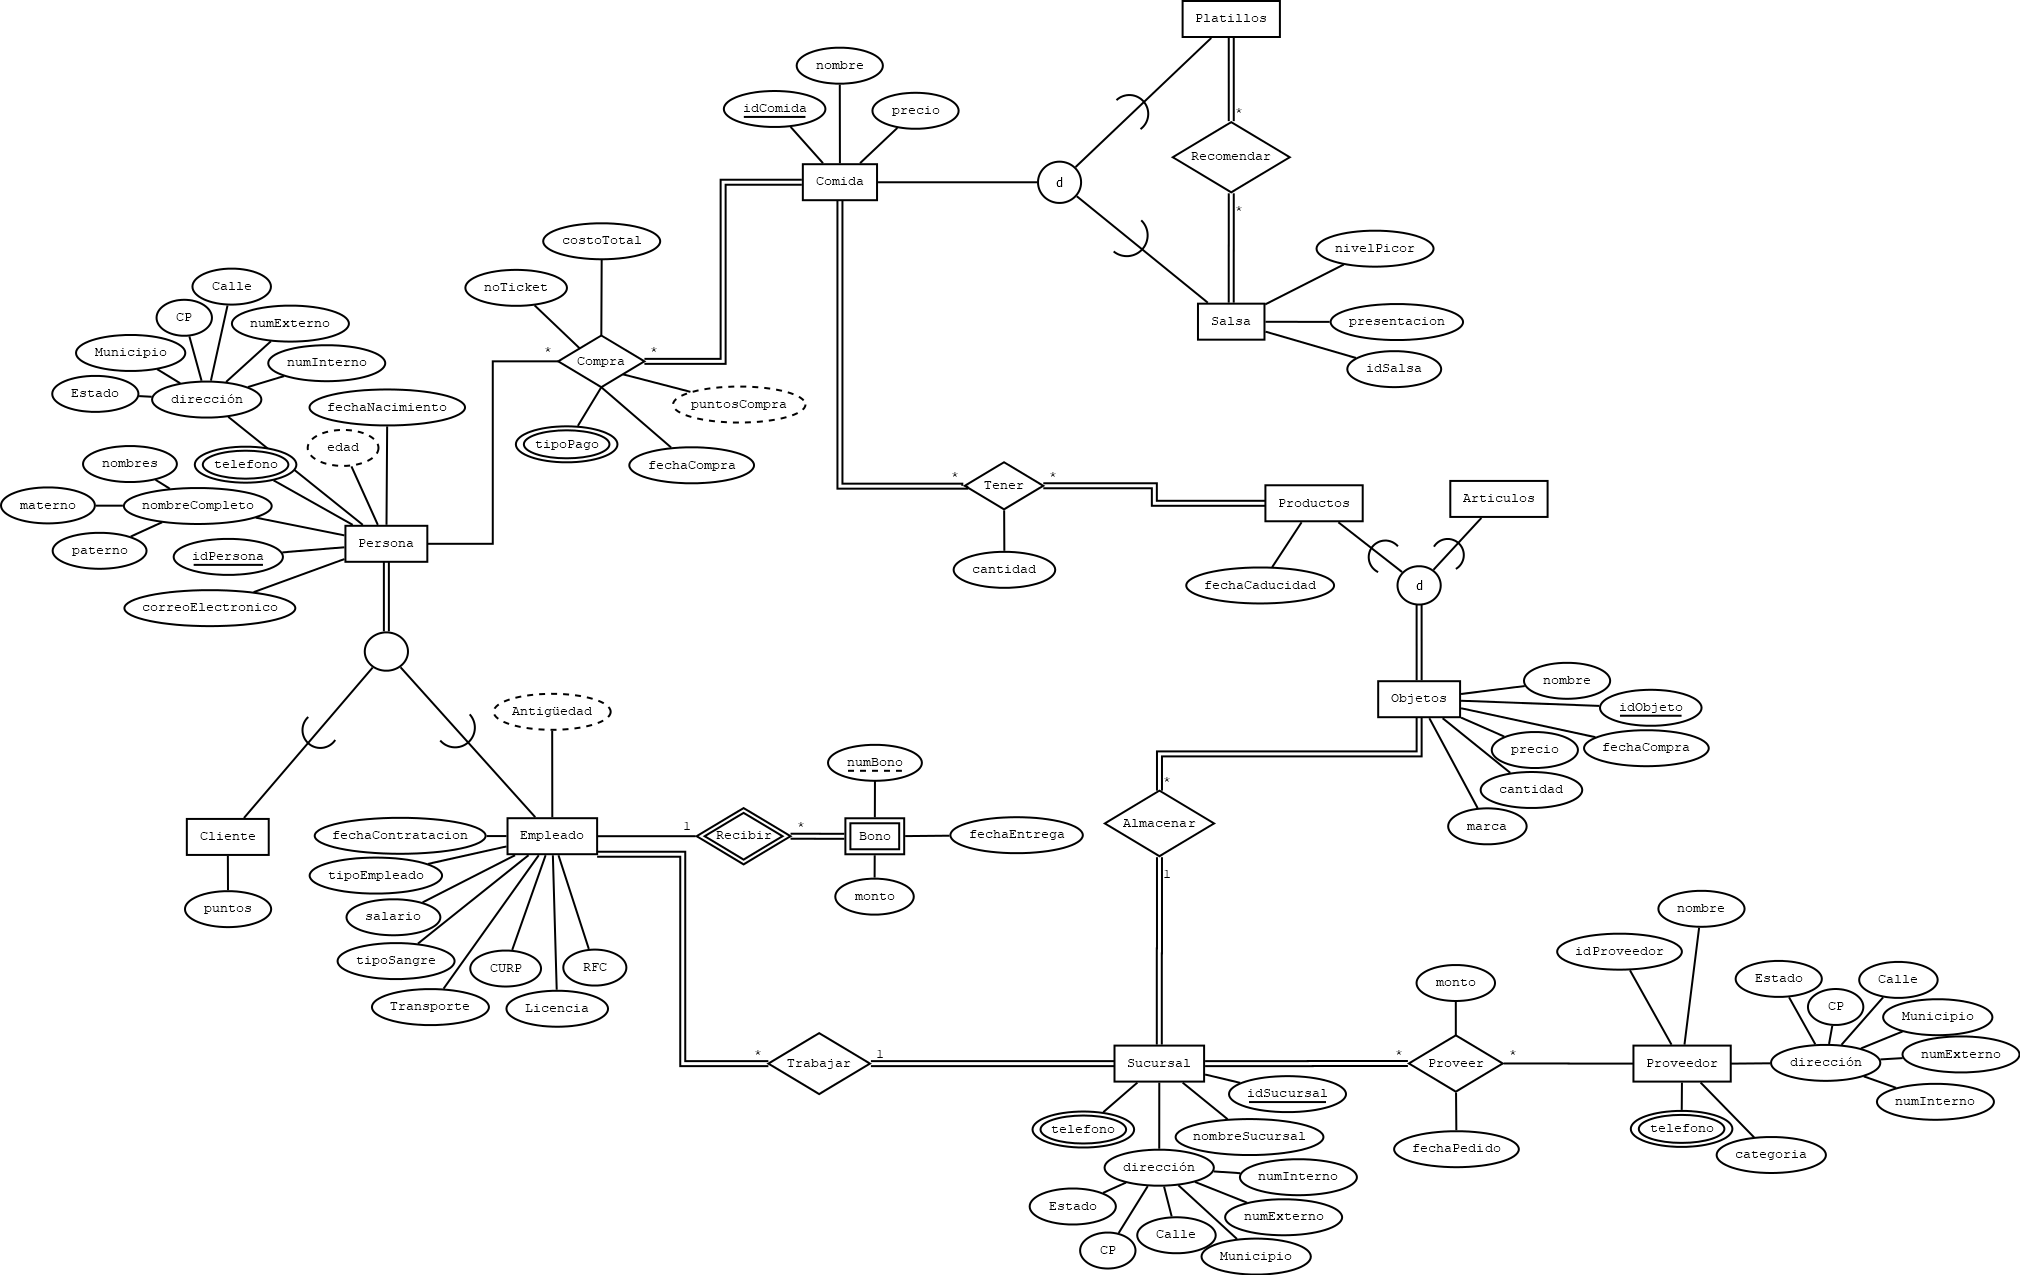 Platillos
nombre
idComida
precio
*
Recomendar
Comida
d
*
nivelPicor
costoTotal
Calle
noTicket
CP
numExterno
Salsa
presentacion
Municipio
numInterno
*
*
Compra
idSalsa
Estado
dirección
fechaNacimiento
puntosCompra
edad
tipoPago
nombres
telefono
fechaCompra
*
*
Tener
Productos
Articulos
materno
nombreCompleto
Persona
paterno
idPersona
cantidad
fechaCaducidad
d
correoElectronico
nombre
Objetos
idObjeto
Antigüedad
fechaCompra
precio
numBono
*
cantidad
Almacenar
marca
1
*
Cliente
fechaContratacion
Empleado
Recibir
Bono
fechaEntrega
tipoEmpleado
1
puntos
salario
monto
nombre
tipoSangre
CURP
RFC
idProveedor
Estado
Calle
monto
CP
Transporte
Licencia
Municipio
*
1
*
*
Trabajar
Sucursal
Proveer
Proveedor
dirección
numExterno
idSucursal
numInterno
telefono
nombreSucursal
telefono
fechaPedido
categoria
dirección
numInterno
Estado
numExterno
Calle
CP
Municipio